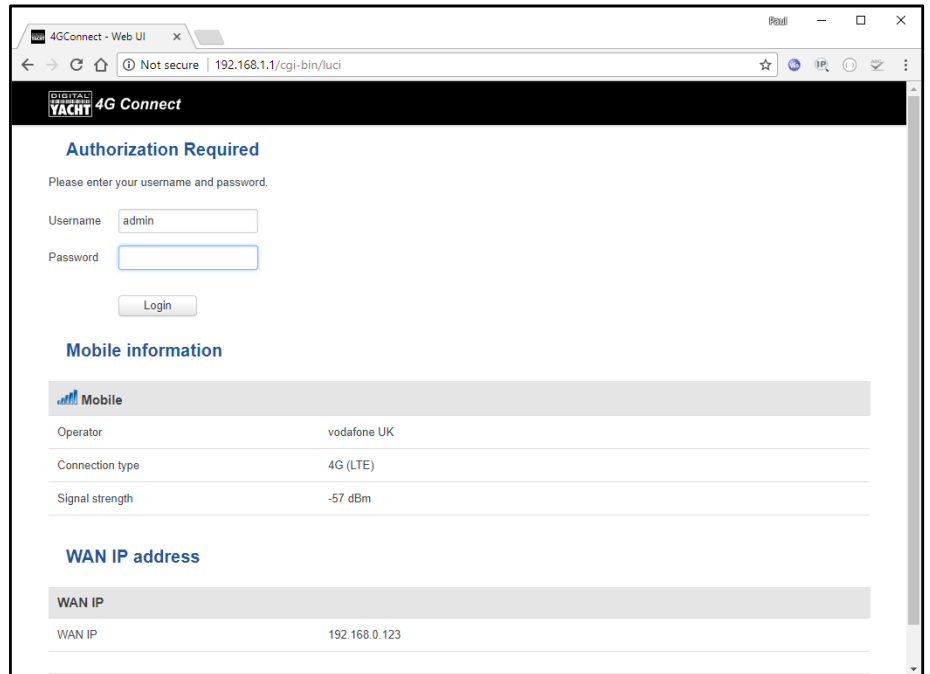 Paul
4GConnect - Web UI
Not secure | 192.168.1.1/cgi-bin/luci
DIGITAL YACHT 4G Connect
Authorization Required
Please enter your username and password.
Username admin
Password
Login
Mobile information
Mobile
Operator vodafone UK
Connection type 4G (LTE)
Signal strength -57 dBm
WAN IP address
WAN IP
WAN IP 192.168.0.123